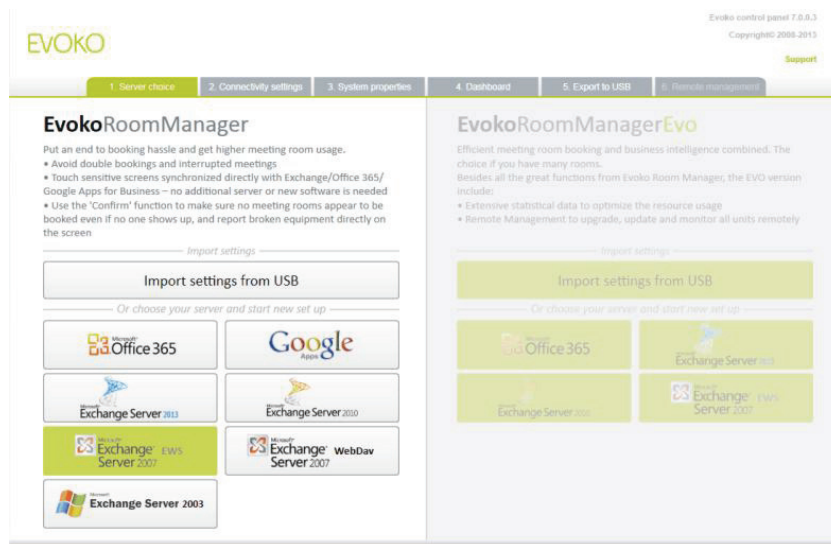 Evoko control panel 7.0.0.3
Copyright© 2008-2013
EVOKO
Support
1. Server choice
2. Connectivity settings
3. System properties
4. Dashboard
5. Export to USB
6. Remote management
EvokoRoomManager
Put an end to booking hassle and get higher meeting room usage.
• Avoid double bookings and interrupted meetings
• Touch sensitive screens synchronized directly with Exchange/Office 365/
Google Apps for Business – no additional server or new software is needed
• Use the 'Confirm' function to make sure no meeting rooms appear to be
booked even if no one shows up, and report broken equipment directly on
the screen
Import settings
Import settings from USB
Or choose your server and start new set up
Microsoft
Office 365
Google
Apps
Microsoft
Exchange Server 2013
Microsoft
Exchange Server 2010
Microsoft
Exchange EWS
Server 2007
Microsoft
Exchange WebDav
Server 2007
Microsoft
Exchange Server 2003
EvokoRoomManagerEvo
Efficient meeting room booking and business intelligence combined. The
choice if you have many rooms.
Besides all the great functions from Evoko Room Manager, the EVO version
include;
• Extensive statistical data to optimize the resource usage
• Remote Management to upgrade, update and monitor all units remotely
Import settings
Import settings from USB
Or choose your server and start new set up
Office 365
Exchange Server 2013
Exchange Server 2010
Microsoft
Exchange EWS
Server 2007